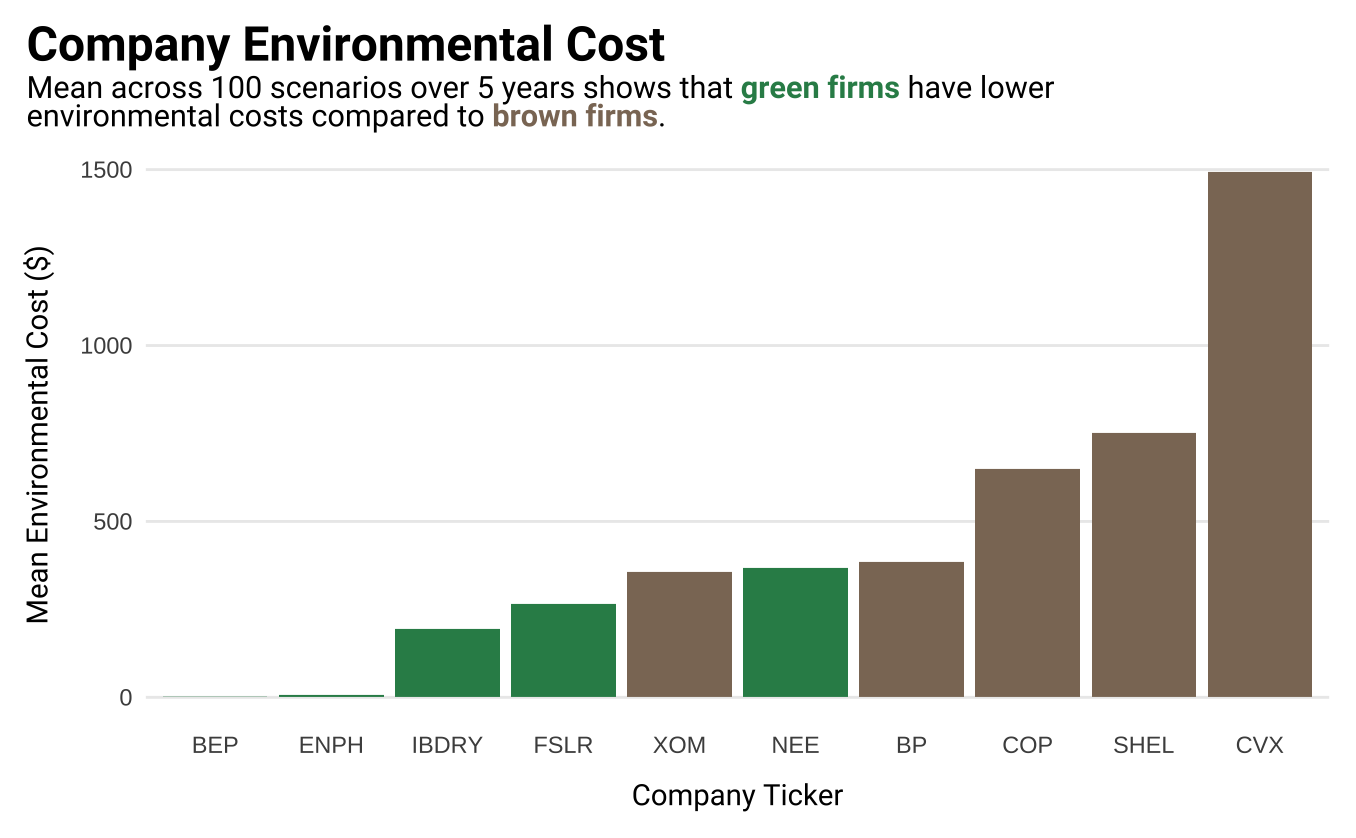 Company Environmental Cost
Mean across 100 scenarios over 5 years shows that green firms have lower
environmental costs compared to brown firms.
1500
1000
500
0
Mean Environmental Cost ($)
BEP ENPH IBDRY FSLR XOM NEE BP COP SHEL CVX
Company Ticker